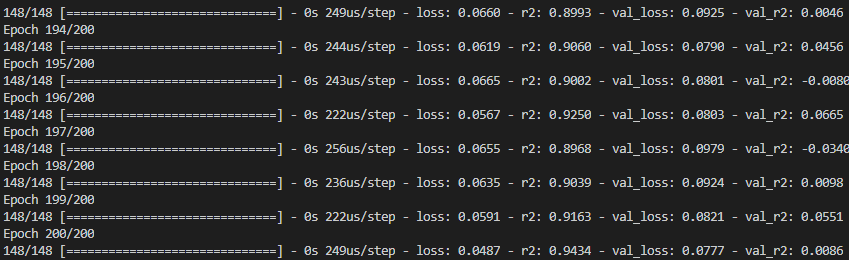 148/148 [==============================] - 0s 249us/step - loss: 0.0660 - r2: 0.8993 - val_loss: 0.0925 - val_r2: 0.0046
Epoch 194/200
148/148 [==============================] - 0s 244us/step - loss: 0.0619 - r2: 0.9060 - val_loss: 0.0790 - val_r2: 0.0456
Epoch 195/200
148/148 [==============================] - 0s 243us/step - loss: 0.0665 - r2: 0.9002 - val_loss: 0.0801 - val_r2: -0.0080
Epoch 196/200
148/148 [==============================] - 0s 222us/step - loss: 0.0567 - r2: 0.9250 - val_loss: 0.0803 - val_r2: 0.0665
Epoch 197/200
148/148 [==============================] - 0s 256us/step - loss: 0.0655 - r2: 0.8968 - val_loss: 0.0979 - val_r2: -0.0340
Epoch 198/200
148/148 [==============================] - 0s 236us/step - loss: 0.0635 - r2: 0.9039 - val_loss: 0.0924 - val_r2: 0.0098
Epoch 199/200
148/148 [==============================] - 0s 222us/step - loss: 0.0591 - r2: 0.9163 - val_loss: 0.0821 - val_r2: 0.0551
Epoch 200/200
148/148 [==============================] - 0s 249us/step - loss: 0.0487 - r2: 0.9434 - val_loss: 0.0777 - val_r2: 0.0086